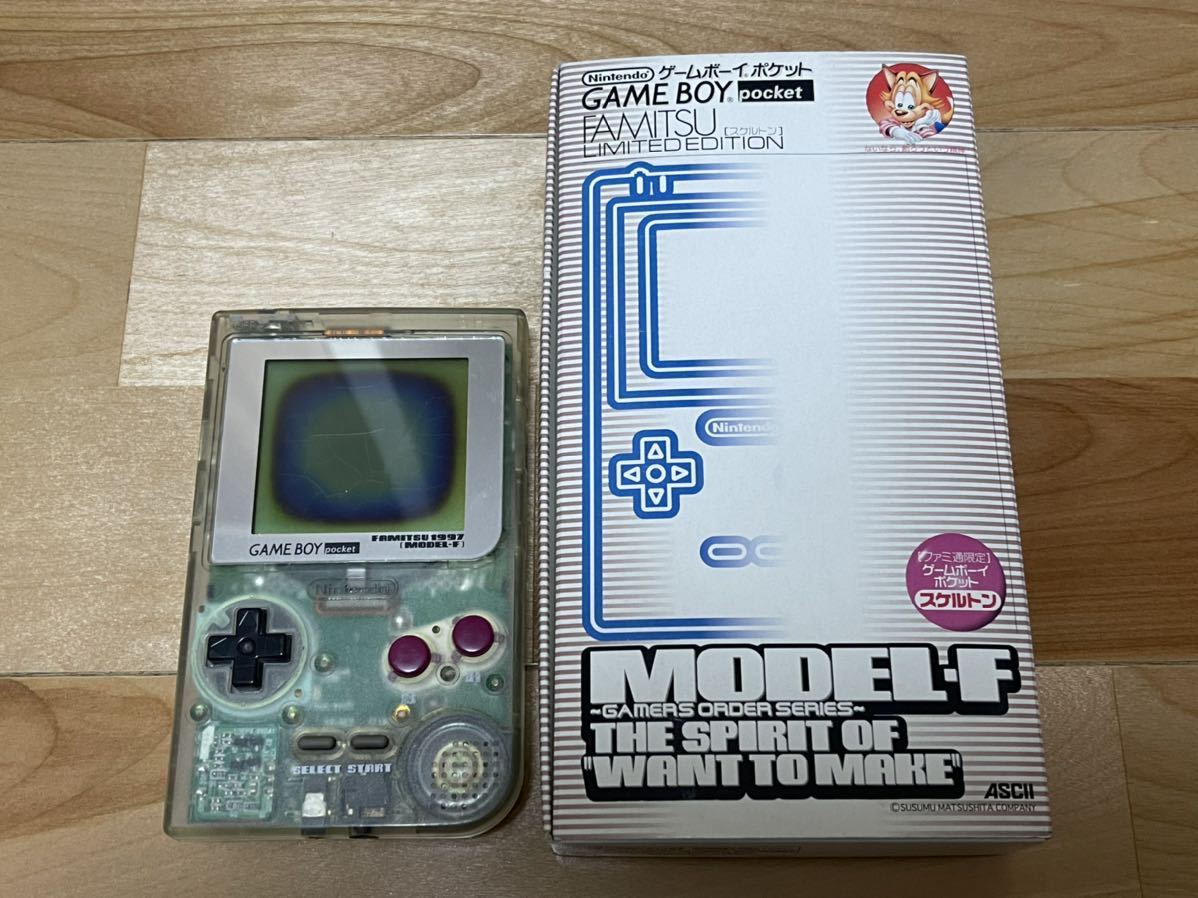 Nintendo ゲームボーイ ポケット
GAME BOY® pocket
FAMITSU [スケルトン]
LIMITED EDITION
Nintendo
[ファミ通限定]
ゲームボーイ
ポケット
スケルトン
MODEL-F
~GAMERS ORDER SERIES~
THE SPIRIT OF
"WANT TO MAKE"
ASCII
©SUSUMU MATSUSHITA COMPANY
GAME BOY pocket
FAMITSU 1997
[MODEL-F]
Nintendo
SELECT START